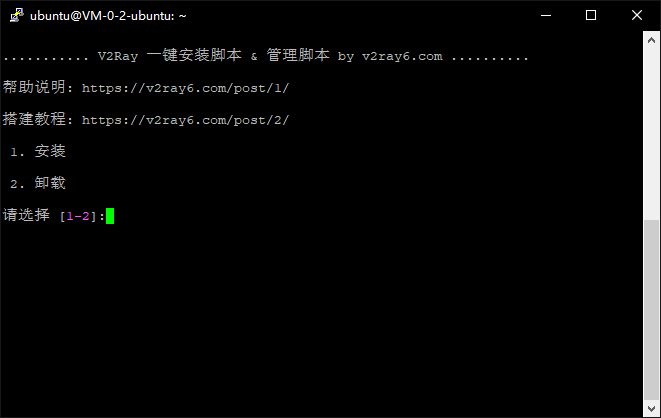 ubuntu@VM-0-2-ubuntu: ~
........... V2Ray 一键安装脚本 & 管理脚本 by v2ray6.com ..........
帮助说明: https://v2ray6.com/post/1/
搭建教程: https://v2ray6.com/post/2/
1. 安装
2. 卸载
请选择 [1-2]: